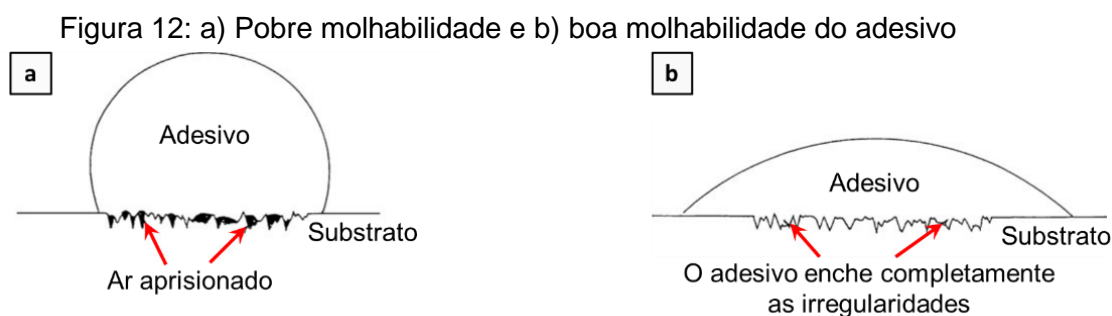 Figura 12: a) Pobre molhabilidade e b) boa molhabilidade do adesivo
a
Adesivo
Substrato
Ar aprisionado
b
Adesivo
Substrato
O adesivo enche completamente
as irregularidades